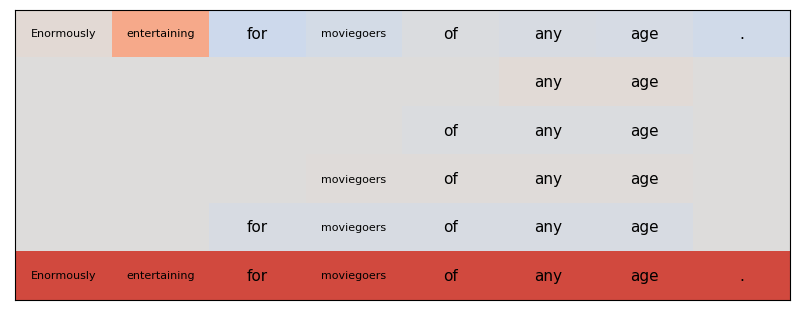 Enormously entertaining for moviegoers of any age .
any age
of any age
moviegoers of any age
for moviegoers of any age
Enormously entertaining for moviegoers of any age .